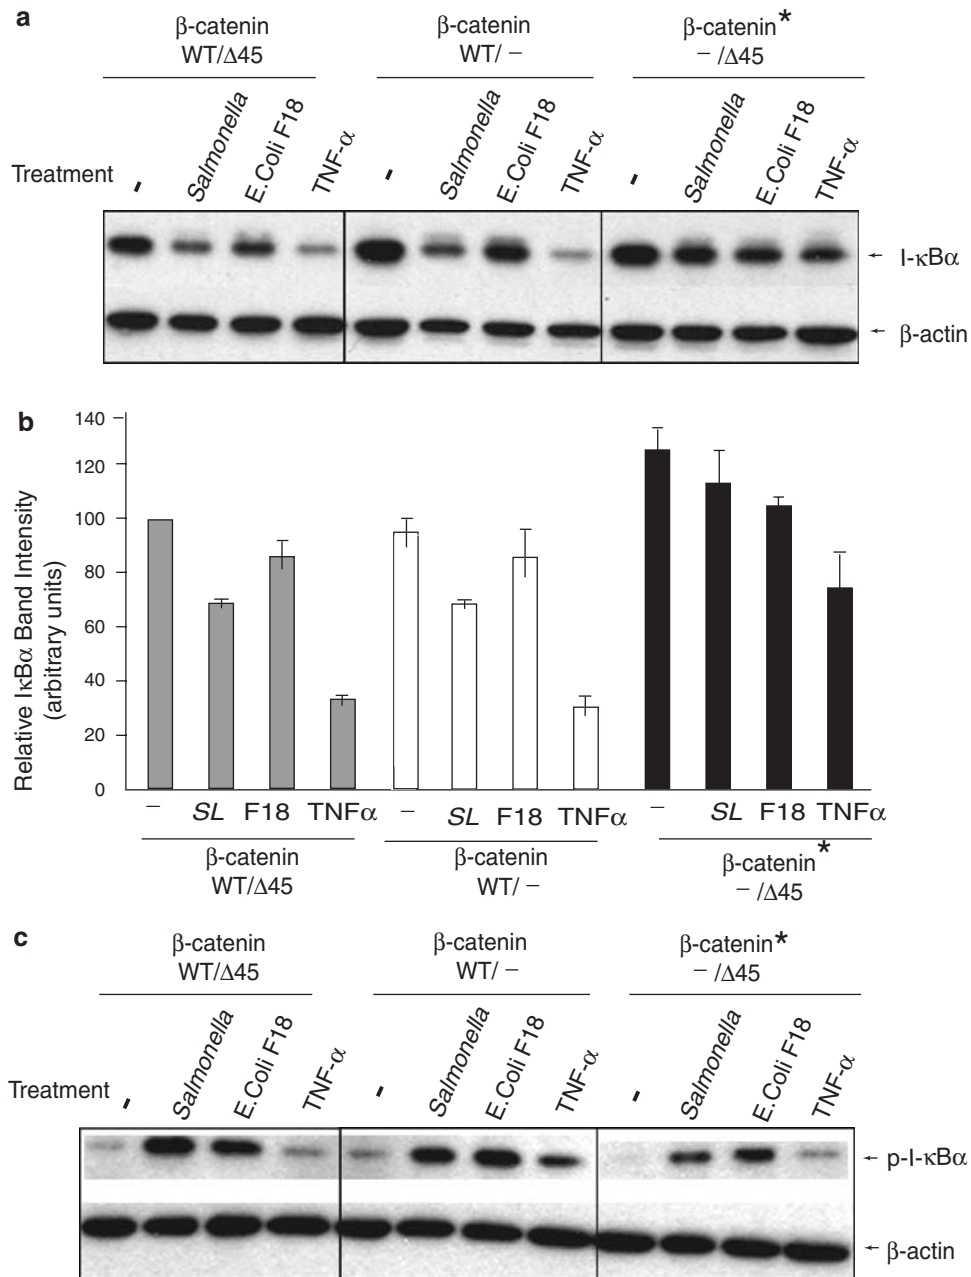 a
β-catenin WT/Δ45
β-catenin WT/ −
β-catenin* − /Δ45
Treatment - Salmonella E.Coli F18 TNF-α - Salmonella E.Coli F18 TNF-α - Salmonella E.Coli F18 TNF-α
← I-κBα
← β-actin
b
Relative IκBα Band Intensity
(arbitrary units)
140
120
100
80
60
40
20
0
− SL F18 TNFα − SL F18 TNFα − SL F18 TNFα
β-catenin WT/Δ45
β-catenin WT/ −
β-catenin* − /Δ45
c
β-catenin WT/Δ45
β-catenin WT/ −
β-catenin* − /Δ45
Treatment - Salmonella E.Coli F18 TNF-α - Salmonella E.Coli F18 TNF-α - Salmonella E.Coli F18 TNF-α
← p-I-κBα
← β-actin